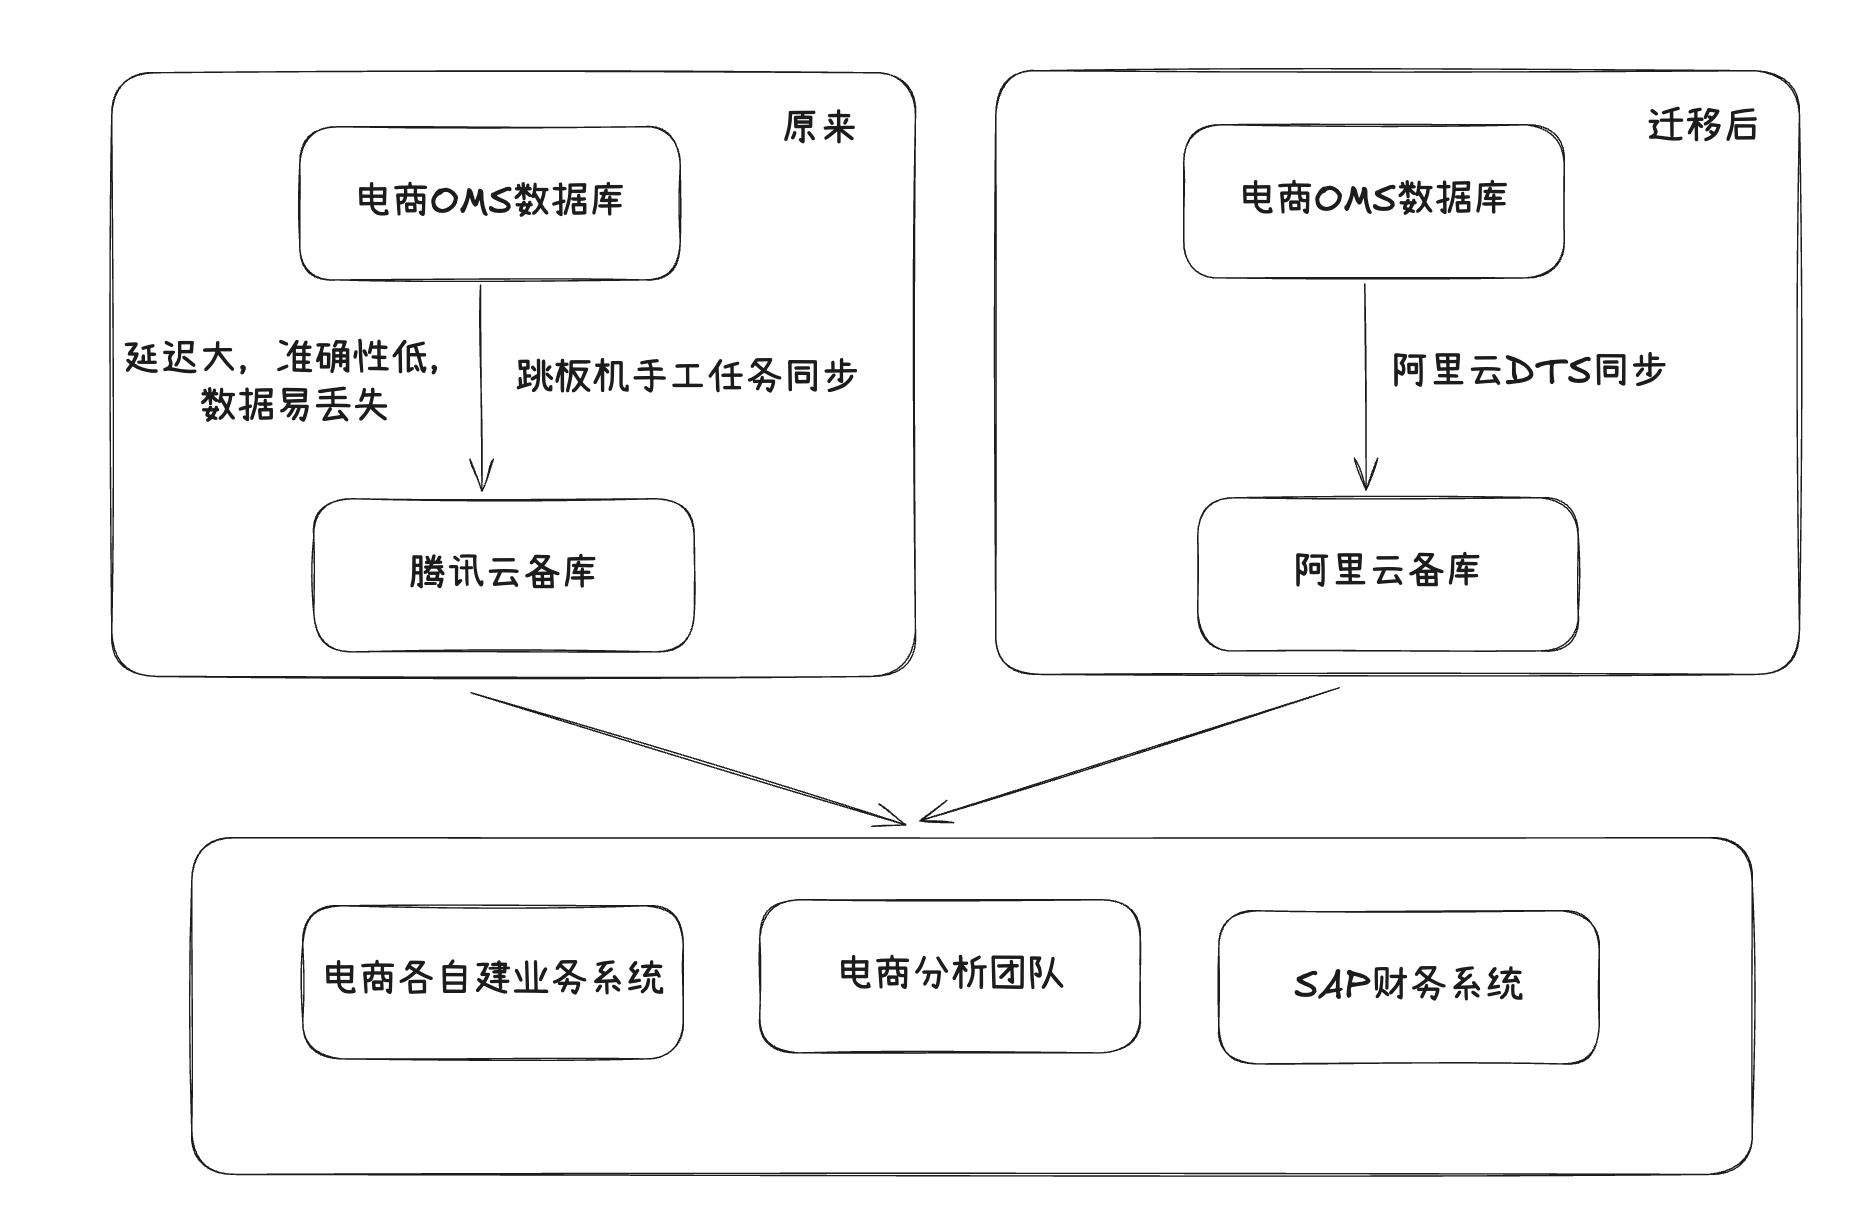 原来
电商OMS数据库
延迟大，准确性低，
数据易丢失
跳板机手工任务同步
腾讯云备库
迁移后
电商OMS数据库
阿里云DTS同步
阿里云备库
电商各自建业务系统
电商分析团队
SAP财务系统